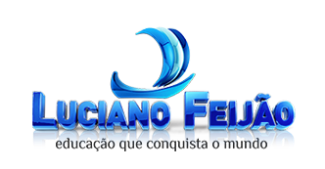 LUCIANO FEIJÃO
educação que conquista o mundo